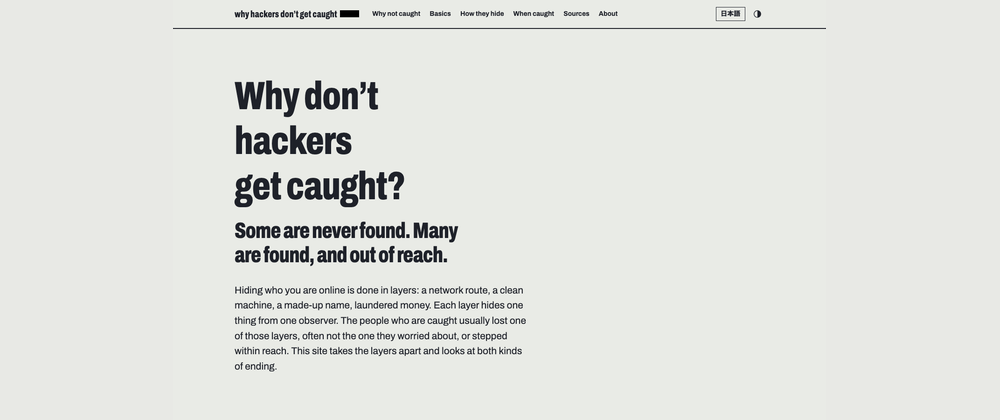 why hackers don't get caught
Why not caught
Basics
How they hide
When caught
Sources
About
日本語
Why don't
hackers
get caught?
Some are never found. Many
are found, and out of reach.
Hiding who you are online is done in layers: a network route, a clean
machine, a made-up name, laundered money. Each layer hides one
thing from one observer. The people who are caught usually lost one
of those layers, often not the one they worried about, or stepped
within reach. This site takes the layers apart and looks at both kinds
of ending.